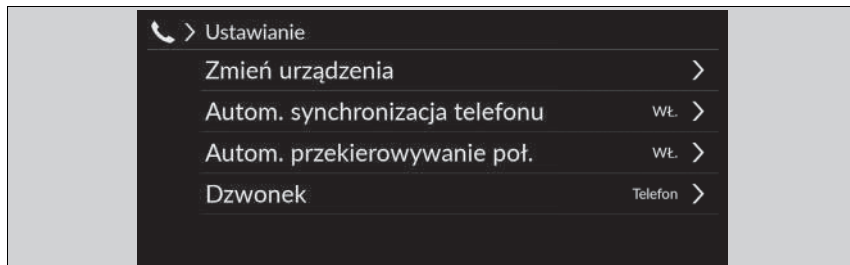 Ustawianie
Zmień urządzenia
Autom. synchronizacja telefonu WŁ.
Autom. przekierowywanie poł. WŁ.
Dzwonek Telefon